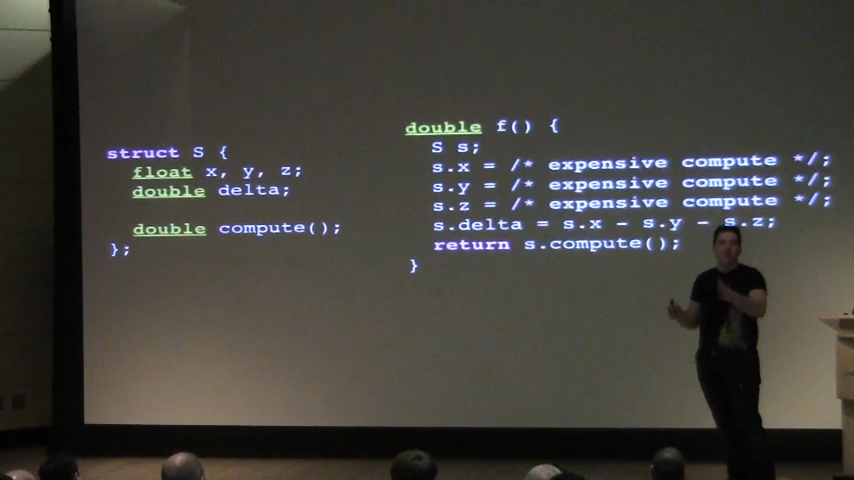 struct S {
float x, y, z;
double delta;
double compute();
};
double f() {
S s;
s.x = /* expensive compute */;
s.y = /* expensive compute */;
s.z = /* expensive compute */;
s.delta = s.x - s.y - s.z;
return s.compute();
}